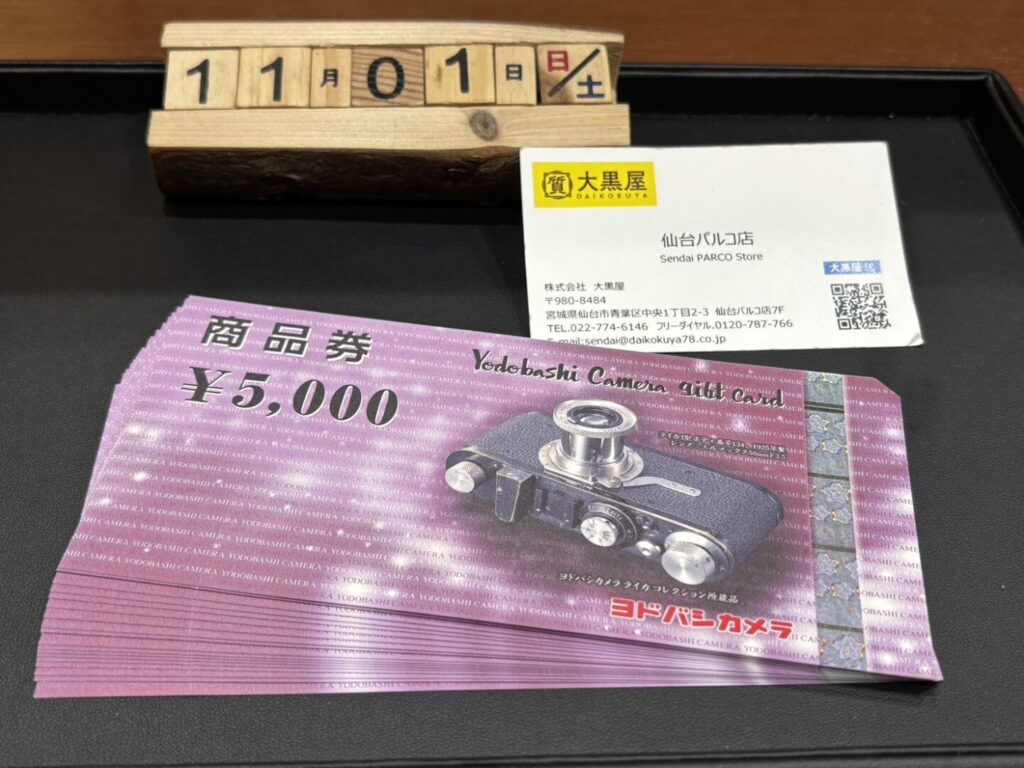 11月01日 日/土
質 大黒屋
DAIKOKUYA
仙台パルコ店
Sendai PARCO Store
大黒屋
株式会社 大黒屋
〒980-8484
宮城県仙台市青葉区中央1丁目2-3 仙台パルコ店7F
TEL.022-774-6146 フリーダイヤル.0120-787-766
E-mail:sendai@daikokuya78.co.jp
商品券
¥5,000
Yodobashi Camera gift card
ヨドバシカメラ ライカ コレクション所蔵品
ヨドバシカメラ
YODOBASHI CAMERA